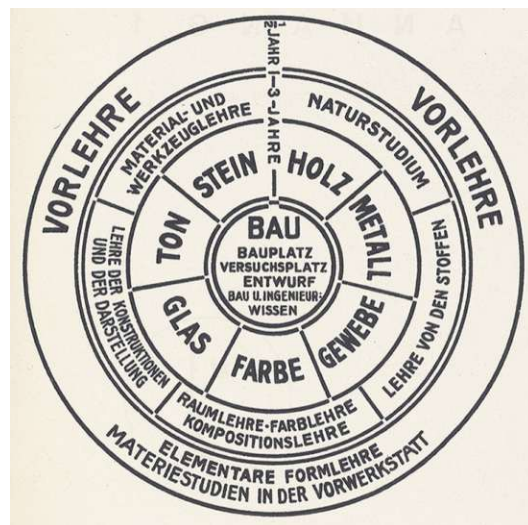 VORLEHRE
VORLEHRE
ELEMENTARE FORMLEHRE
MATERIESTUDIEN IN DER VORWERKSTATT
1/2 JAHR
1-3-JAHRE
MATERIAL- UND
WERKZEUGLEHRE
NATURSTUDIUM
LEHRE VON DEN STOFFEN
RAUMLEHRE-FARBLEHRE
KOMPOSITIONSLEHRE
LEHRE DER KONSTRUKTIONEN
UND DER DARSTELLUNG
STEIN
HOLZ
METALL
GEWEBE
FARBE
GLAS
TON
BAU
BAUPLATZ
VERSUCHSPLATZ
ENTWURF
BAU U. INGENIEUR-
WISSEN